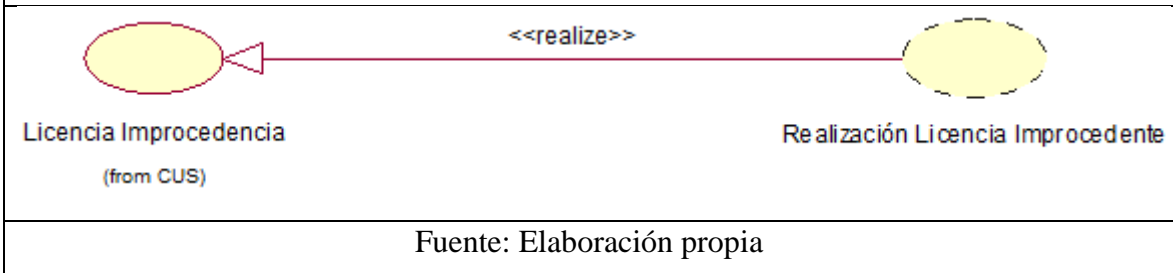 <<realize>>
Licencia Improcedencia
(from CUS)
Realización Licencia Improcedente
Fuente: Elaboración propia